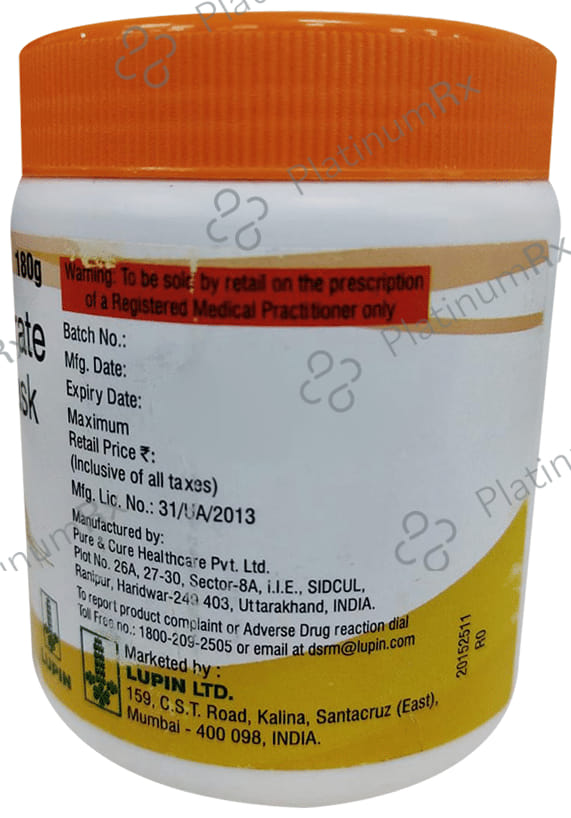 180g
ate
sk
Warning: To be sold by retail on the prescription
of a Registered Medical Practitioner only
Batch No.:
Mfg. Date:
Expiry Date:
Maximum
Retail Price ₹:
(Inclusive of all taxes)
Mfg. Lic. No.: 31/UA/2013
Manufactured by:
Pure & Cure Healthcare Pvt. Ltd.
Plot No. 26A, 27-30, Sector-8A, I.I.E., SIDCUL,
Ranipur, Haridwar-249 403, Uttarakhand, INDIA.
To report product complaint or Adverse Drug reaction dial
Toll Free no.: 1800-209-2505 or email at dsrm@lupin.com
LUPIN
Marketed by :
LUPIN LTD.
159, C.S.T. Road, Kalina, Santacruz (East),
Mumbai - 400 098, INDIA.
20152511
R0
PlatinumRx
PlatinumRx
PlatinumRx